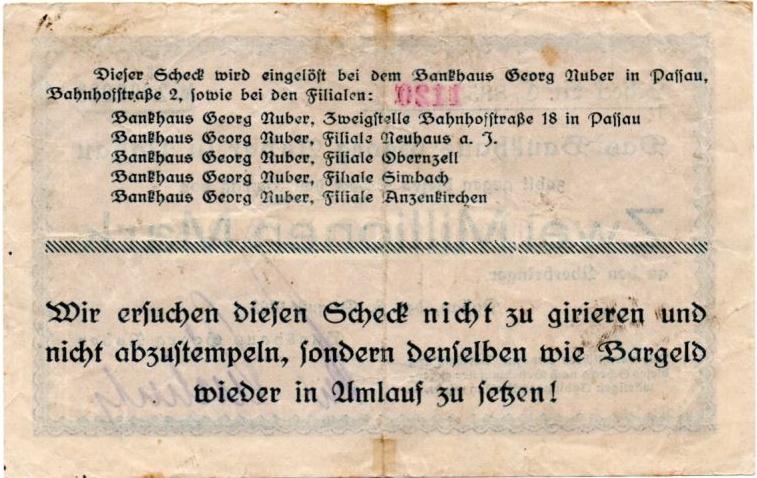 Dieser Scheck wird eingelöst bei dem Bankhaus Georg Nuber in Passau,
Bahnhofstraße 2, sowie bei den Filialen:
Bankhaus Georg Nuber, Zweigstelle Bahnhofstraße 18 in Passau
Bankhaus Georg Nuber, Filiale Neuhaus a. J.
Bankhaus Georg Nuber, Filiale Obernzell
Bankhaus Georg Nuber, Filiale Simbach
Bankhaus Georg Nuber, Filiale Anzenkirchen
Zwei Millionen Mark
Wir ersuchen diesen Scheck nicht zu girieren und
nicht abzustempeln, sondern denselben wie Bargeld
wieder in Umlauf zu setzen!